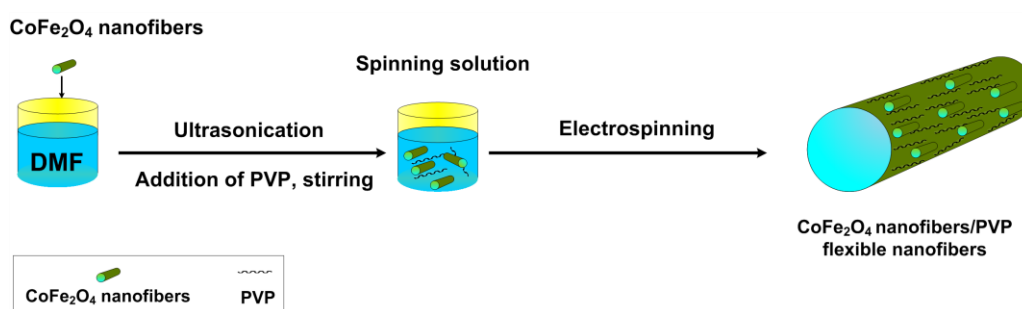 CoFe₂O₄ nanofibers
Spinning solution
DMF
Ultrasonication
Addition of PVP, stirring
Electrospinning
CoFe₂O₄ nanofibers/PVP
flexible nanofibers
CoFe₂O₄ nanofibers
PVP